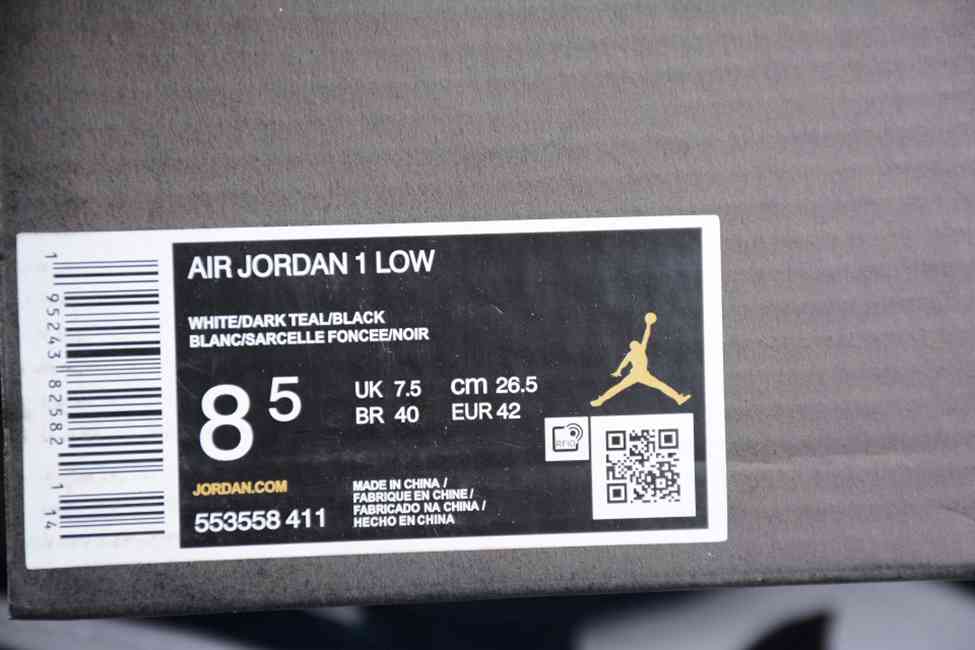 AIR JORDAN 1 LOW
WHITE/DARK TEAL/BLACK
BLANC/SARCELLE FONCEE/NOIR
8 5
UK 7.5
BR 40
cm 26.5
EUR 42
RFID
JORDAN.COM
553558 411
MADE IN CHINA /
FABRIQUE EN CHINE /
FABRICADO NA CHINA /
HECHO EN CHINA
1 95243 82582 1 14